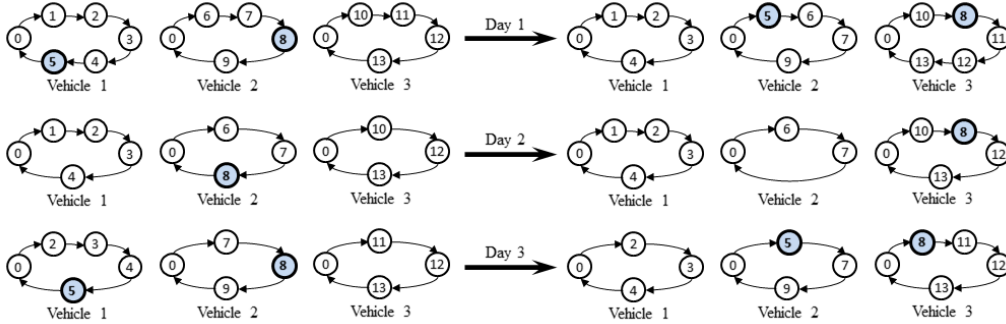 1 2 6 7 10 11 Day 1 1 2 5 6 10 8
0 3 0 8 0 12 0 3 0 7 0 11
5 4 9 13 4 9 13 12
Vehicle 1 Vehicle 2 Vehicle 3 Vehicle 1 Vehicle 2 Vehicle 3
1 2 6 10 Day 2 1 2 6 10 8
0 3 0 7 0 12 0 3 0 7 0 12
4 8 13 4 13
Vehicle 1 Vehicle 2 Vehicle 3 Vehicle 1 Vehicle 2 Vehicle 3
2 3 7 11 Day 3 2 5 8 11
0 4 0 8 0 12 0 3 0 7 0 12
5 9 13 4 9 13
Vehicle 1 Vehicle 2 Vehicle 3 Vehicle 1 Vehicle 2 Vehicle 3